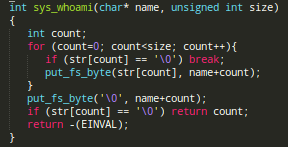 int sys_whoami(char* name, unsigned int size)
{
    int count;
    for (count=0; count<size; count++){
        if (str[count] == '\0') break;
        put_fs_byte(str[count], name+count);
    }
    put_fs_byte('\0', name+count);
    if (str[count] == '\0') return count;
    return -(EINVAL);
}